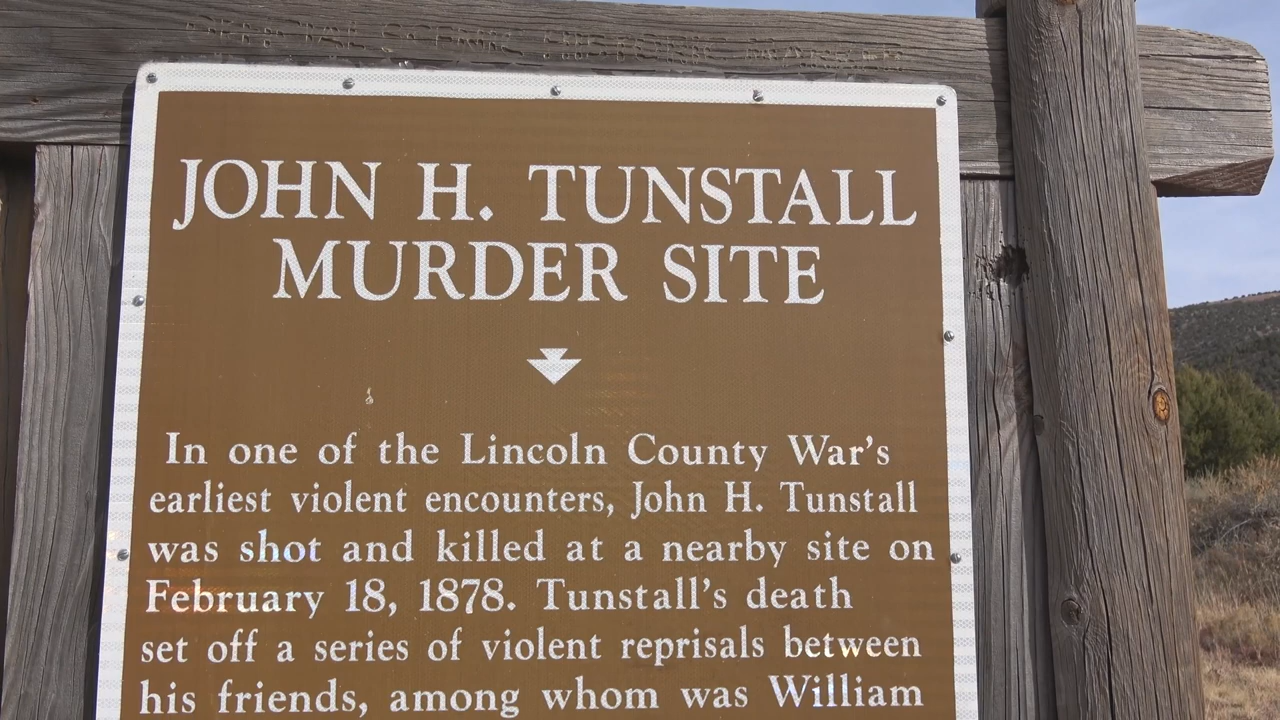 JOHN H. TUNSTALL
MURDER SITE
In one of the Lincoln County War's
earliest violent encounters, John H. Tunstall
was shot and killed at a nearby site on
February 18, 1878. Tunstall's death
set off a series of violent reprisals between
his friends, among whom was William